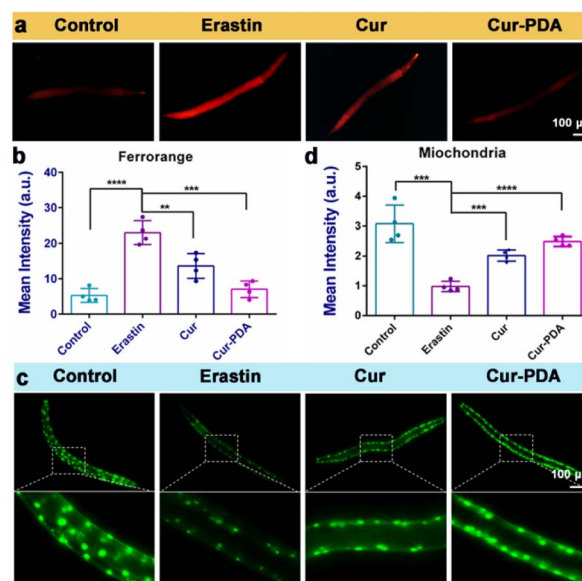 a Control Erastin Cur Cur-PDA
100 μ
b Ferrorange
Mean Intensity (a.u.)
40
30
20
10
0
****
***
**
Control Erastin Cur Cur-PDA
d Miochondria
Mean Intensity (a.u.)
5
4
3
2
1
0
***
****
***
Control Erastin Cur Cur-PDA
c Control Erastin Cur Cur-PDA
100 μ